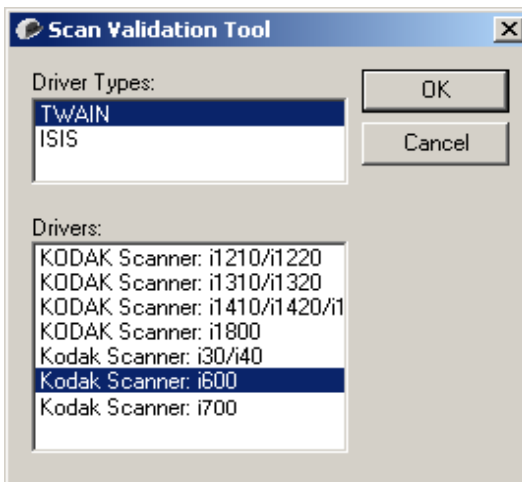 Scan Validation Tool
Driver Types:
TWAIN
ISIS
OK
Cancel
Drivers:
KODAK Scanner: i1210/i1220
KODAK Scanner: i1310/i1320
KODAK Scanner: i1410/i1420/i1
KODAK Scanner: i1800
Kodak Scanner: i30/i40
Kodak Scanner: i600
Kodak Scanner: i700